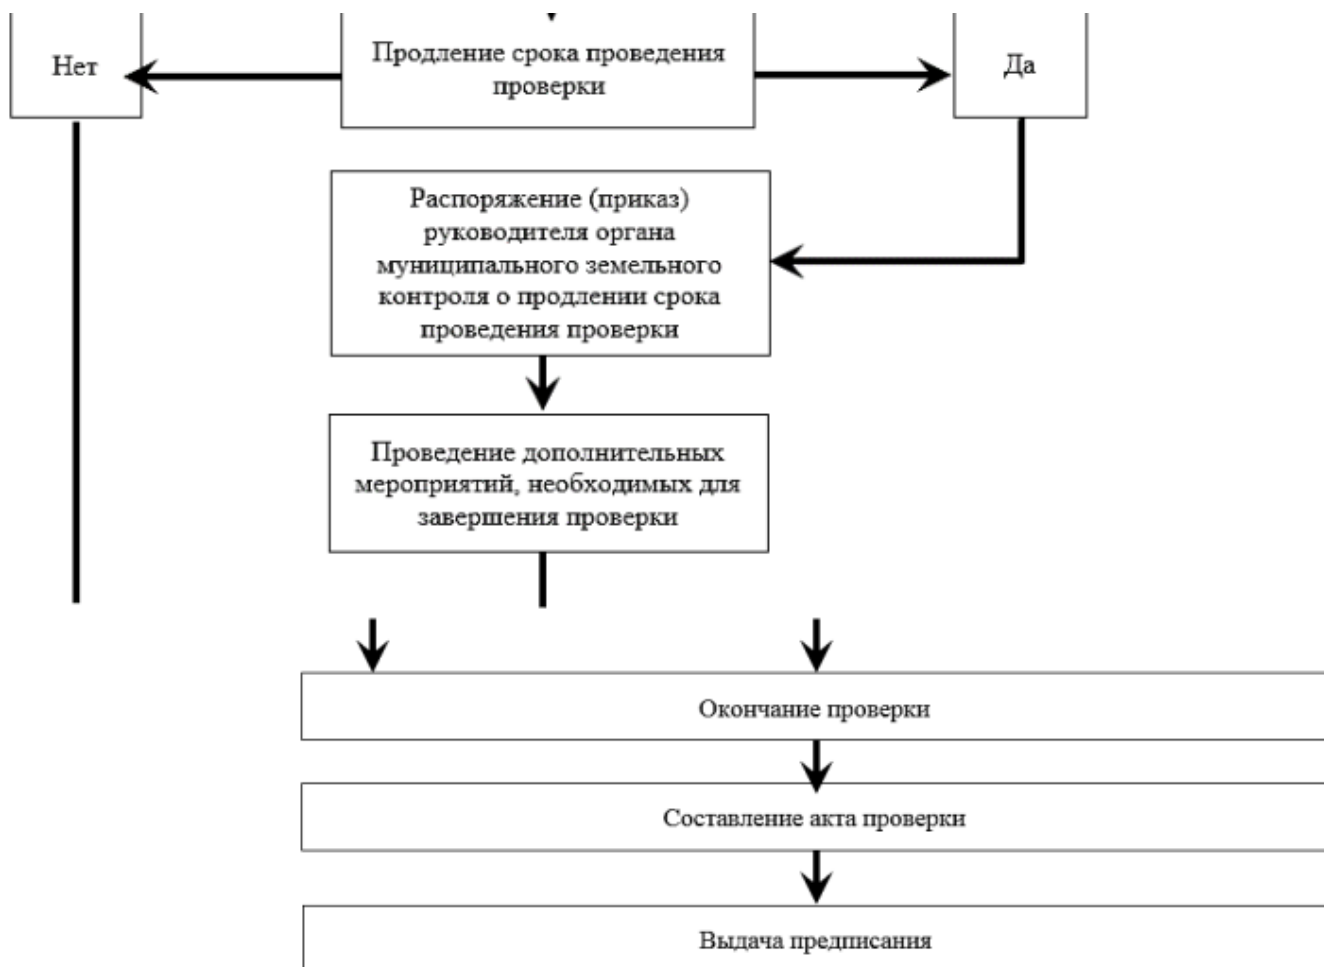 Нет
Продление срока проведения
проверки
Да
Распоряжение (приказ)
руководителя органа
муниципального земельного
контроля о продлении срока
проведения проверки
Проведение дополнительных
мероприятий, необходимых для
завершения проверки
Окончание проверки
Составление акта проверки
Выдача предписания